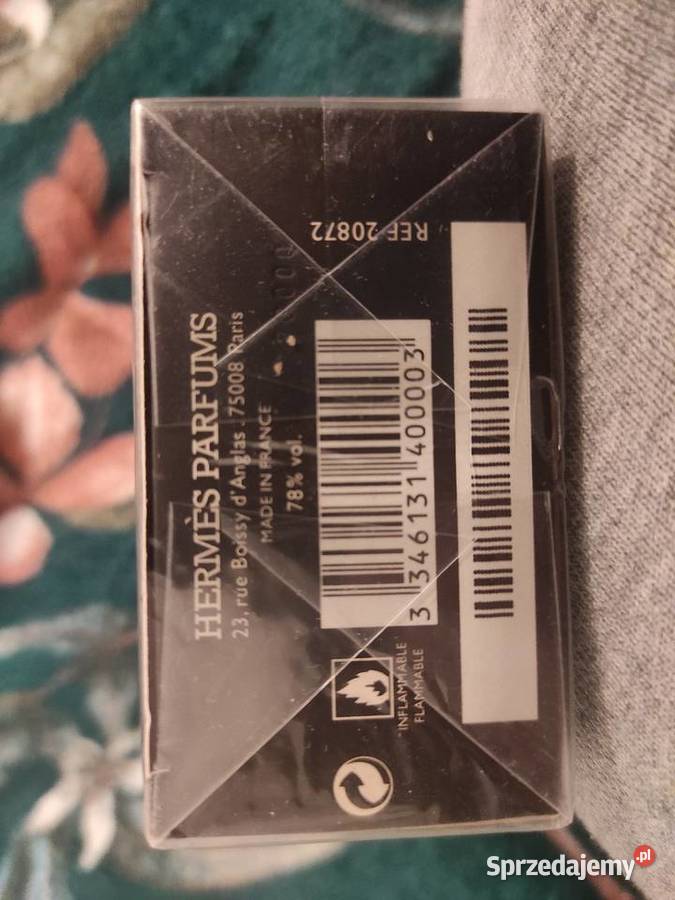 HERMÈS PARFUMS
23, rue Boissy d'Anglas . 75008 Paris
MADE IN FRANCE
78% vol.
REF 20872
3 346131 400003
INFLAMMABLE
FLAMMABLE
Sprzedajemy.pl